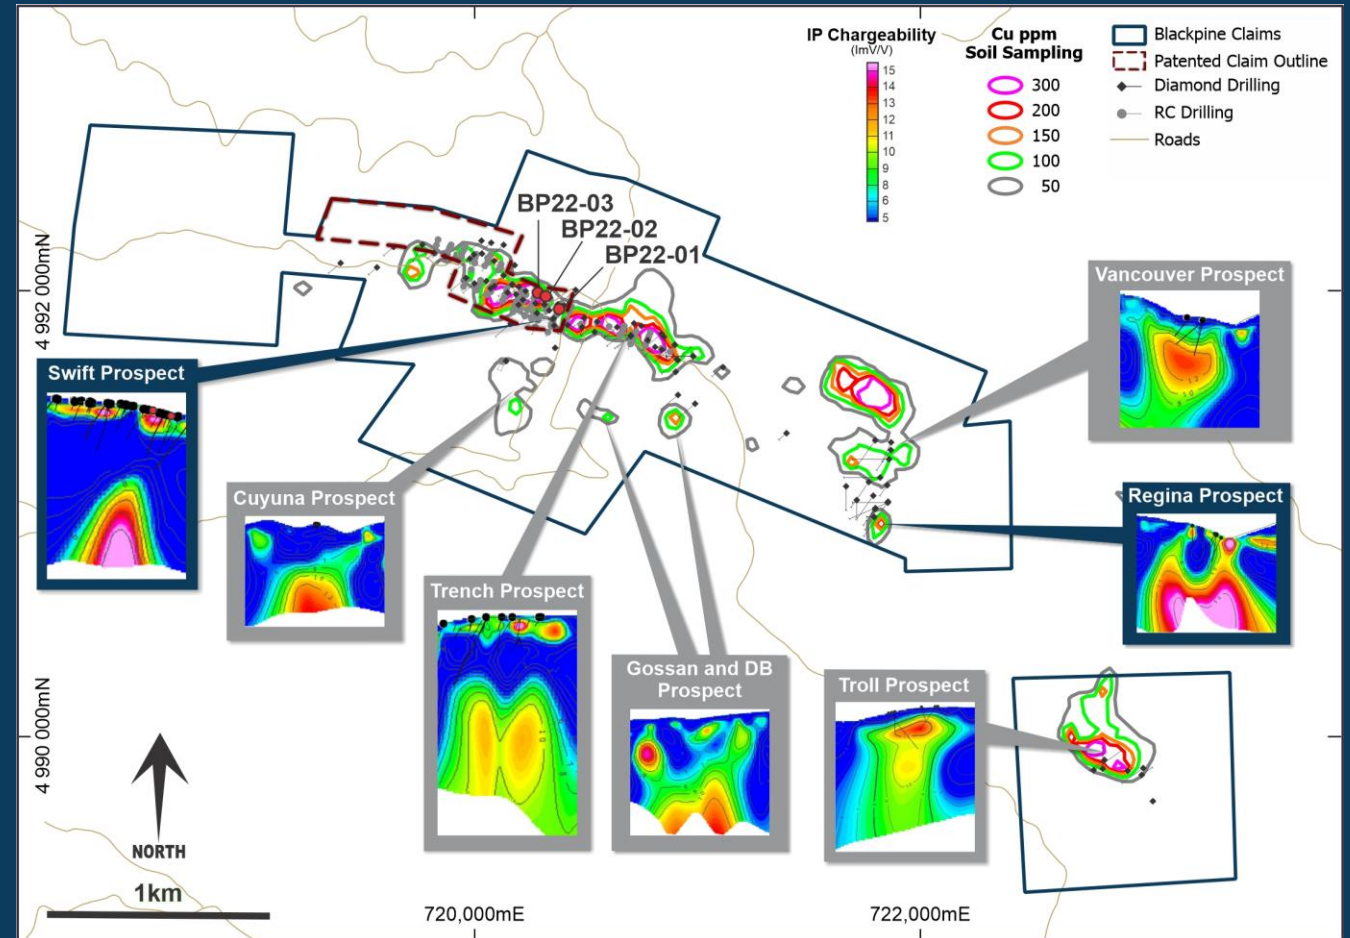 IP Chargeability
(ImV/V)
15
14
13
12
11
10
9
8
6
5
Cu ppm
Soil Sampling
300
200
150
100
50
Blackpine Claims
Patented Claim Outline
Diamond Drilling
RC Drilling
Roads
BP22-03
BP22-02
BP22-01
4 992 000mN
Vancouver Prospect
Swift Prospect
Cuyuna Prospect
Regina Prospect
Trench Prospect
Gossan and DB
Prospect
Troll Prospect
4 990 000mN
NORTH
1km
720,000mE
722,000mE